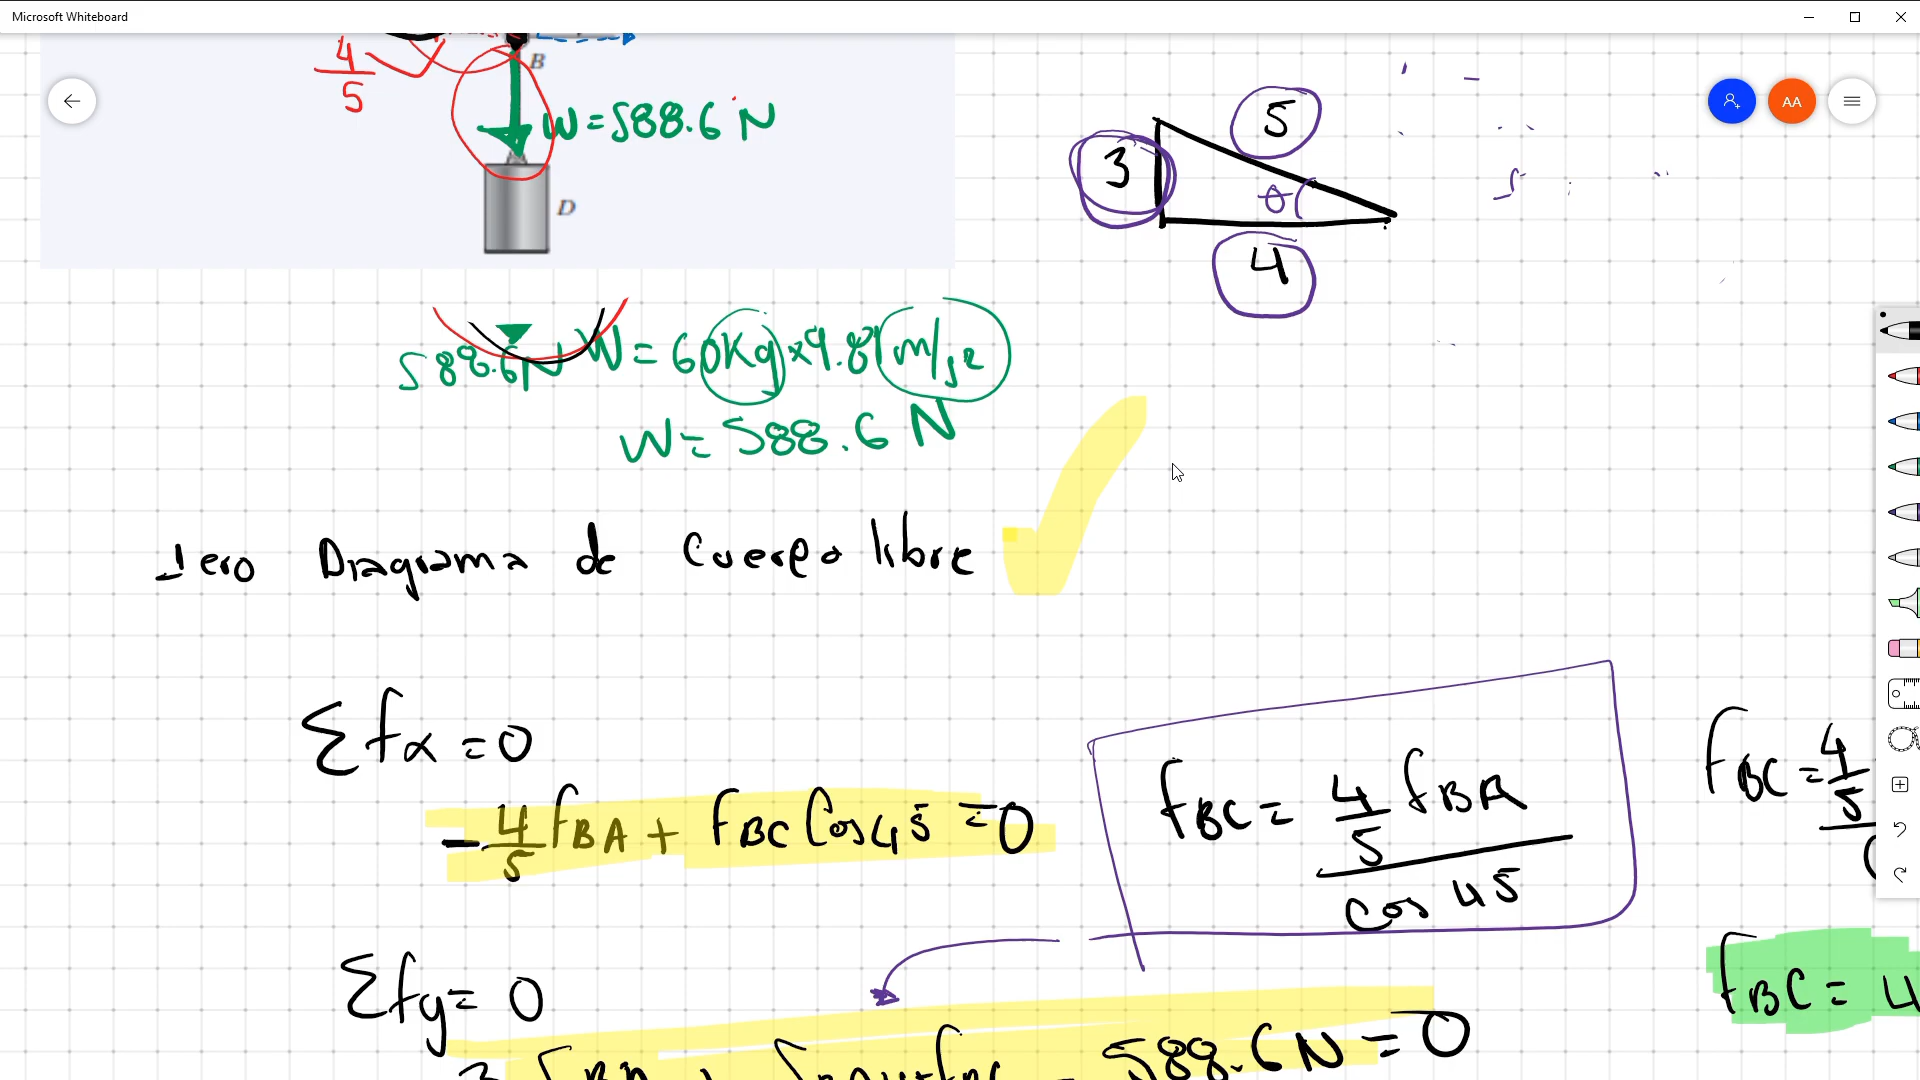 Microsoft Whiteboard
4/5
B
W=588.6 N
D
AA
5
3
θ
4
588.6N W= 60Kg x9.81 m/s2
W= 588.6 N
1ero Diagrama de Cuerpo libre
Σfx=0
-4/5 fBA + fBC Cos45 =0
fBC= 4/5 fBA / cos 45
fBC=4/5
Σfy= 0
fBC= 4
588.6N =0